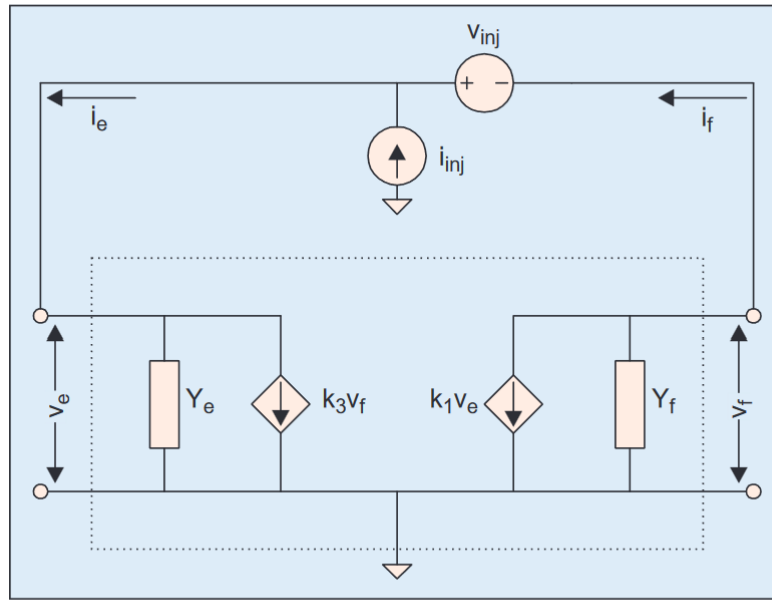 v_inj
+ −
i_e
i_f
i_inj
v_e
Y_e
k_3v_f
k_1v_e
Y_f
v_f